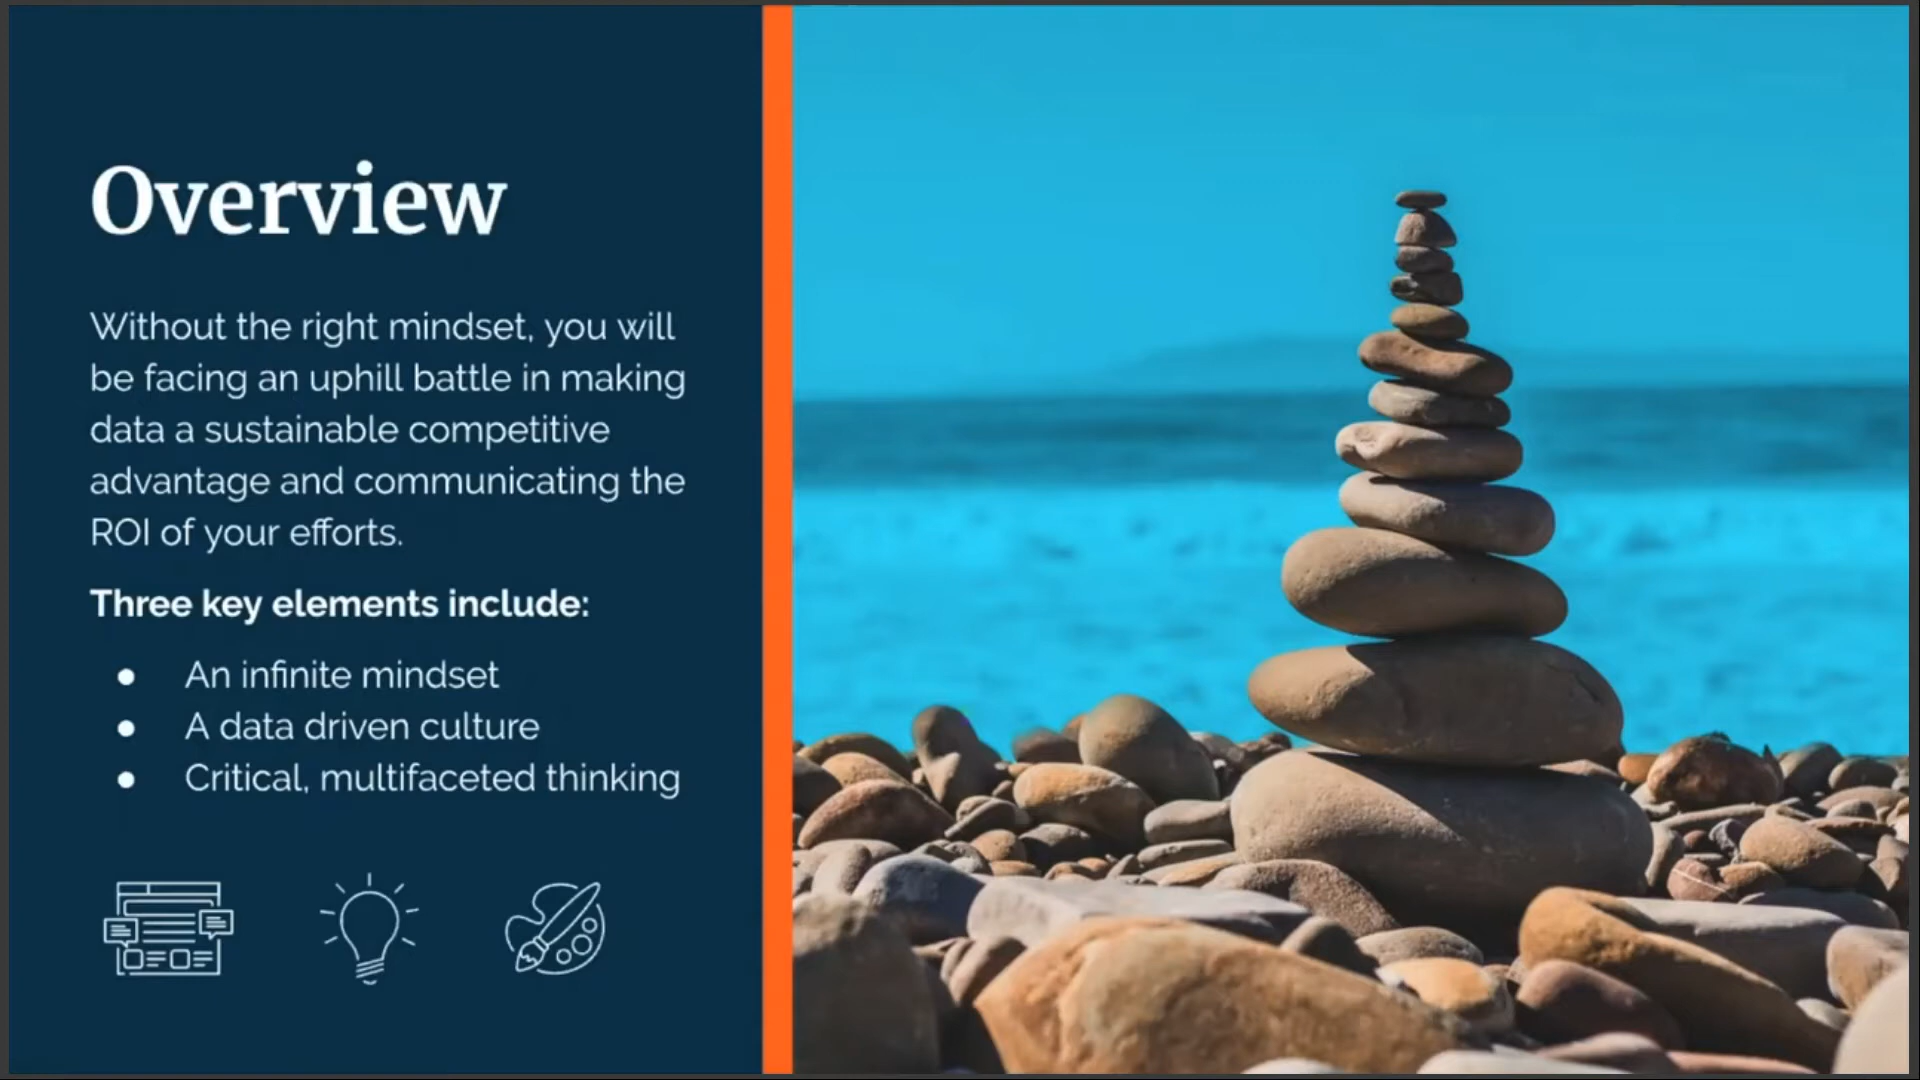 Overview
Without the right mindset, you will
be facing an uphill battle in making
data a sustainable competitive
advantage and communicating the
ROI of your efforts.
Three key elements include:
● An infinite mindset
● A data driven culture
● Critical, multifaceted thinking